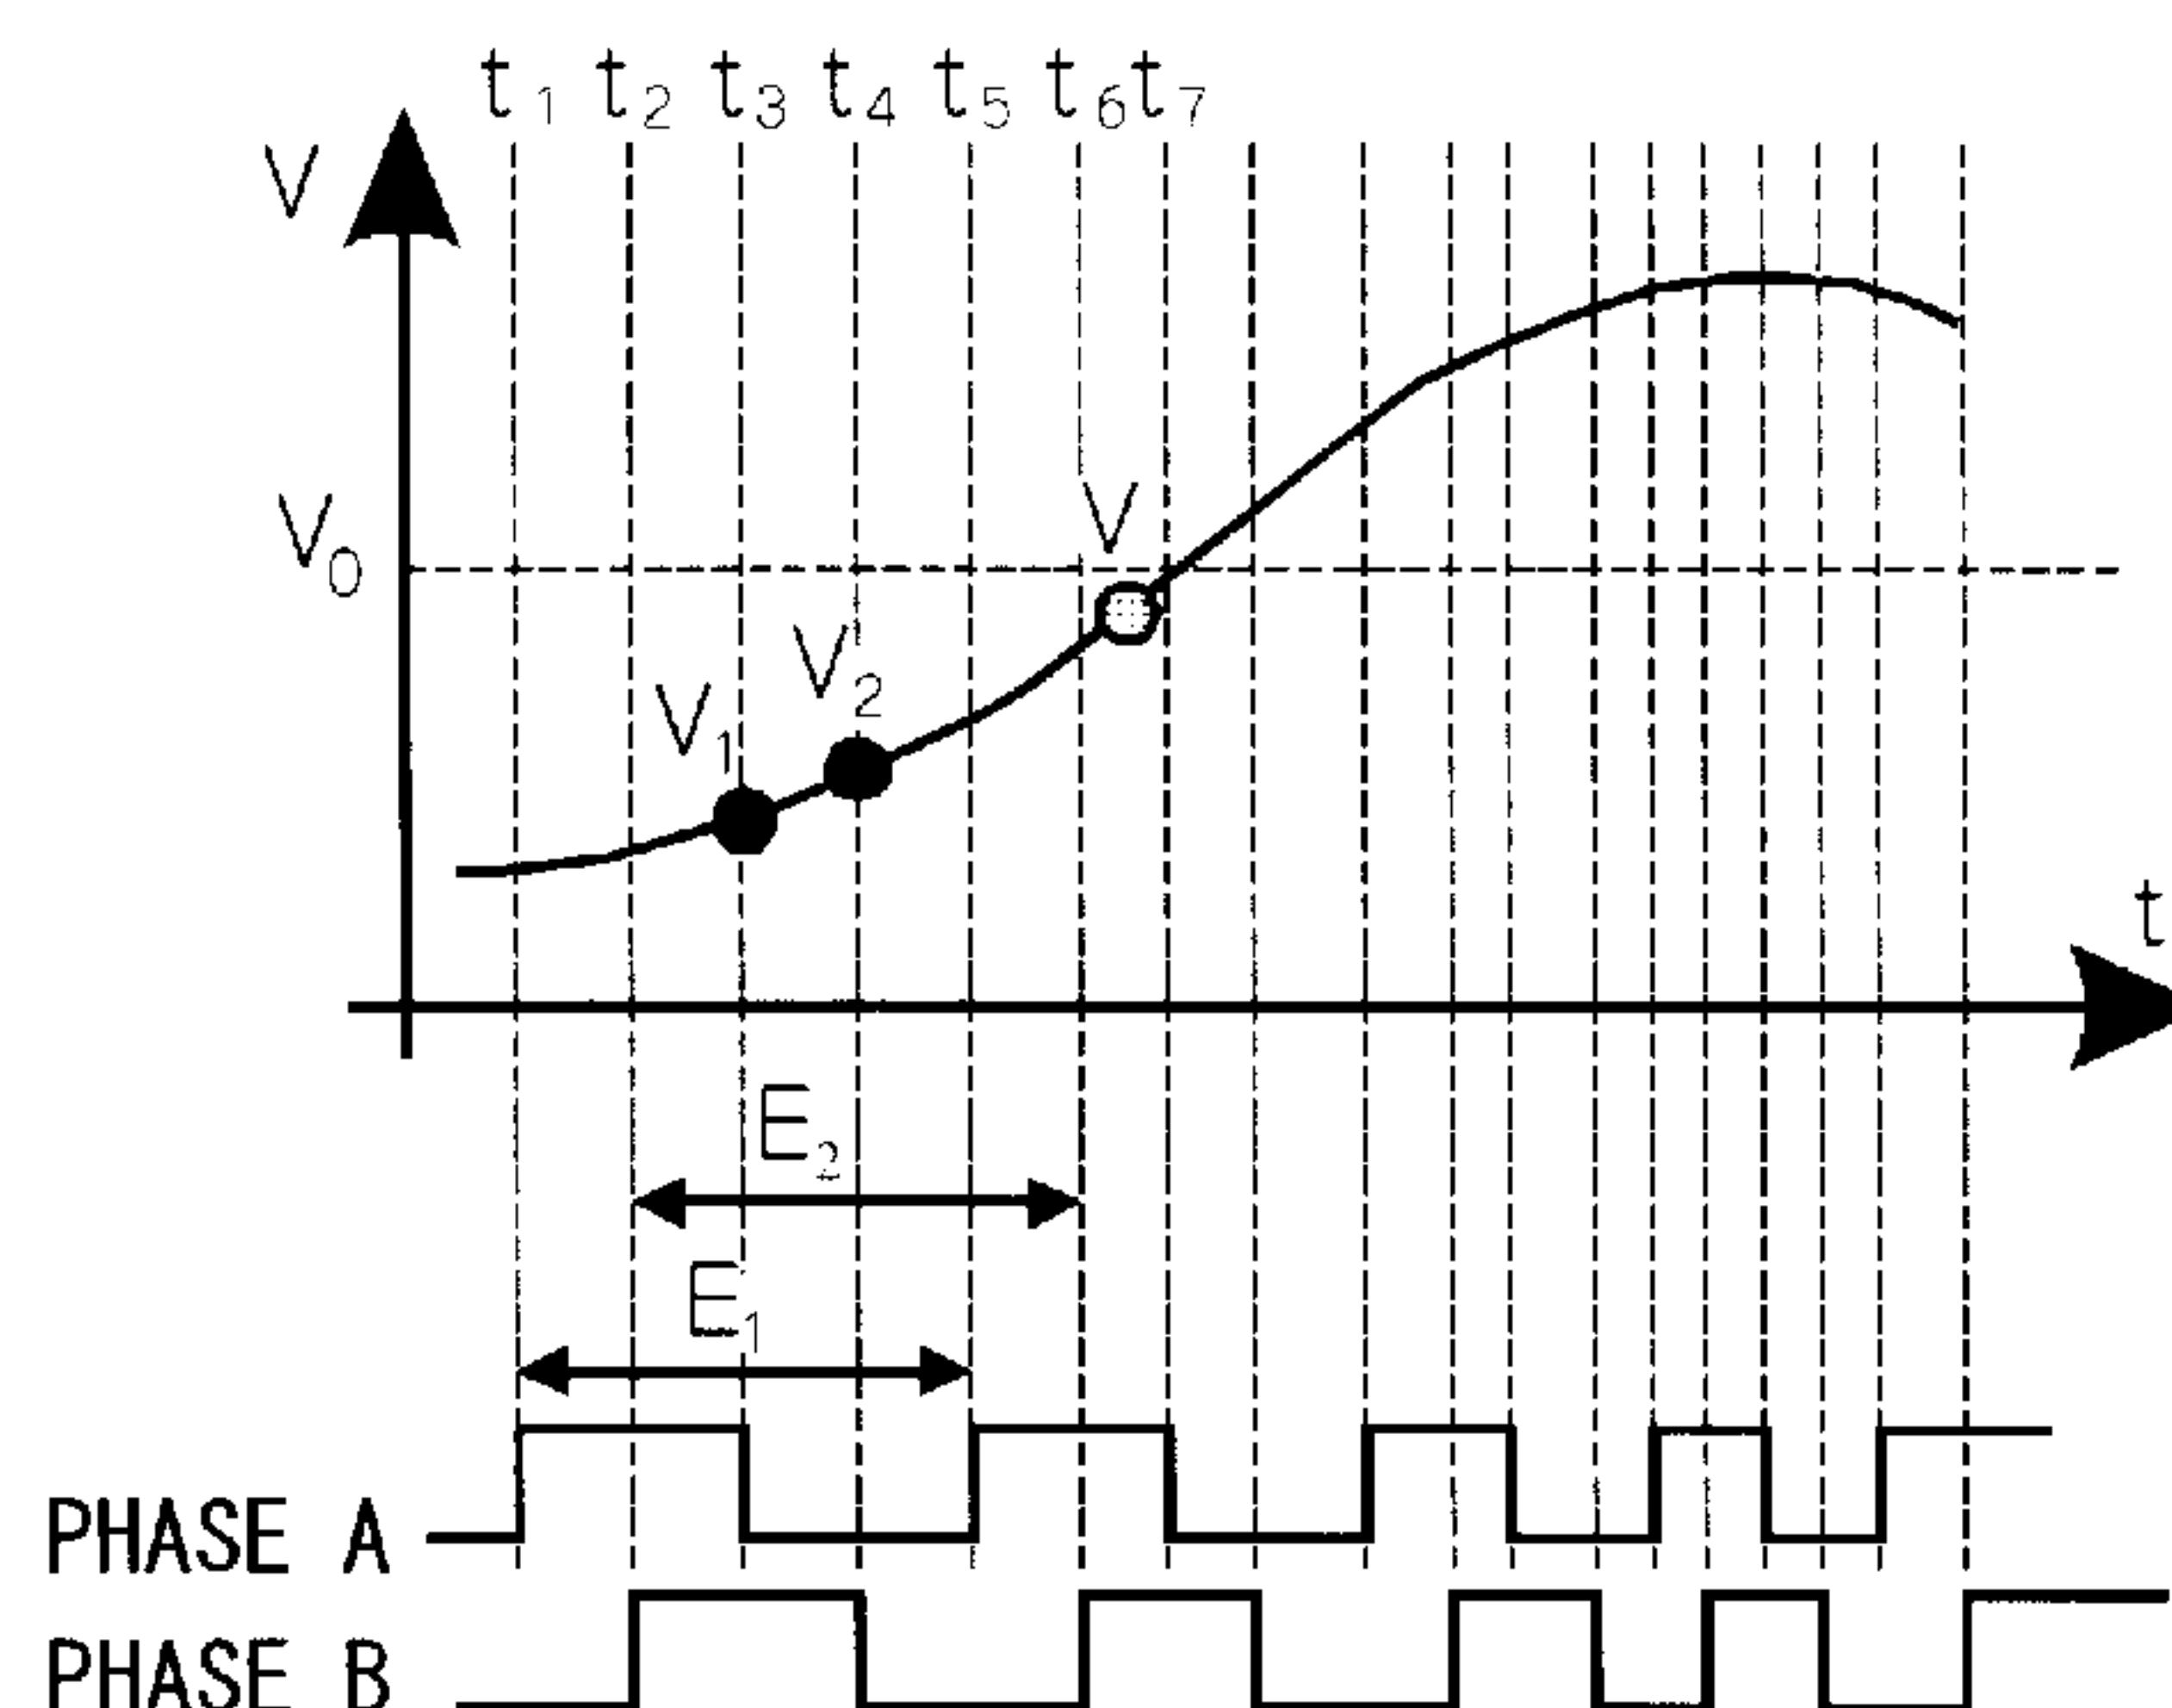 t1 t2 t3 t4 t5 t6 t7
V
V0
V
V2
V1
t
E2
E1
PHASE A
PHASE B